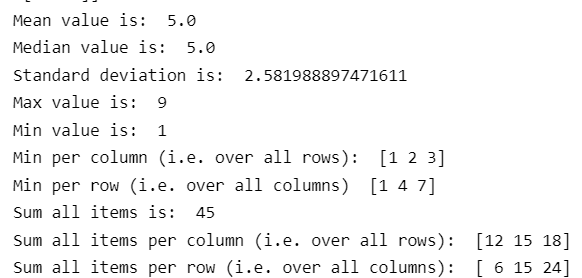 Mean value is:  5.0
Median value is:  5.0
Standard deviation is:  2.581988897471611
Max value is:  9
Min value is:  1
Min per column (i.e. over all rows):  [1 2 3]
Min per row (i.e. over all columns)  [1 4 7]
Sum all items is:  45
Sum all items per column (i.e. over all rows):  [12 15 18]
Sum all items per row (i.e. over all columns):  [ 6 15 24]